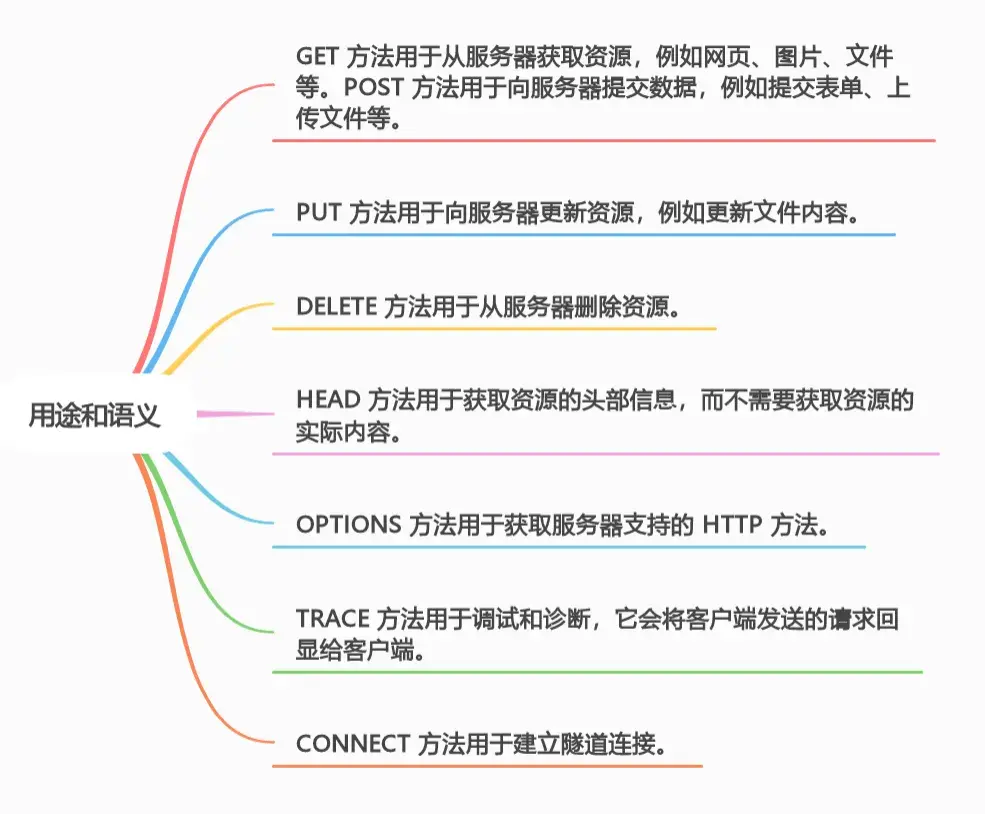 GET 方法用于从服务器获取资源，例如网页、图片、文件
等。POST 方法用于向服务器提交数据，例如提交表单、上
传文件等。
PUT 方法用于向服务器更新资源，例如更新文件内容。
DELETE 方法用于从服务器删除资源。
用途和语义
HEAD 方法用于获取资源的头部信息，而不需要获取资源的
实际内容。
OPTIONS 方法用于获取服务器支持的 HTTP 方法。
TRACE 方法用于调试和诊断，它会将客户端发送的请求回
显给客户端。
CONNECT 方法用于建立隧道连接。